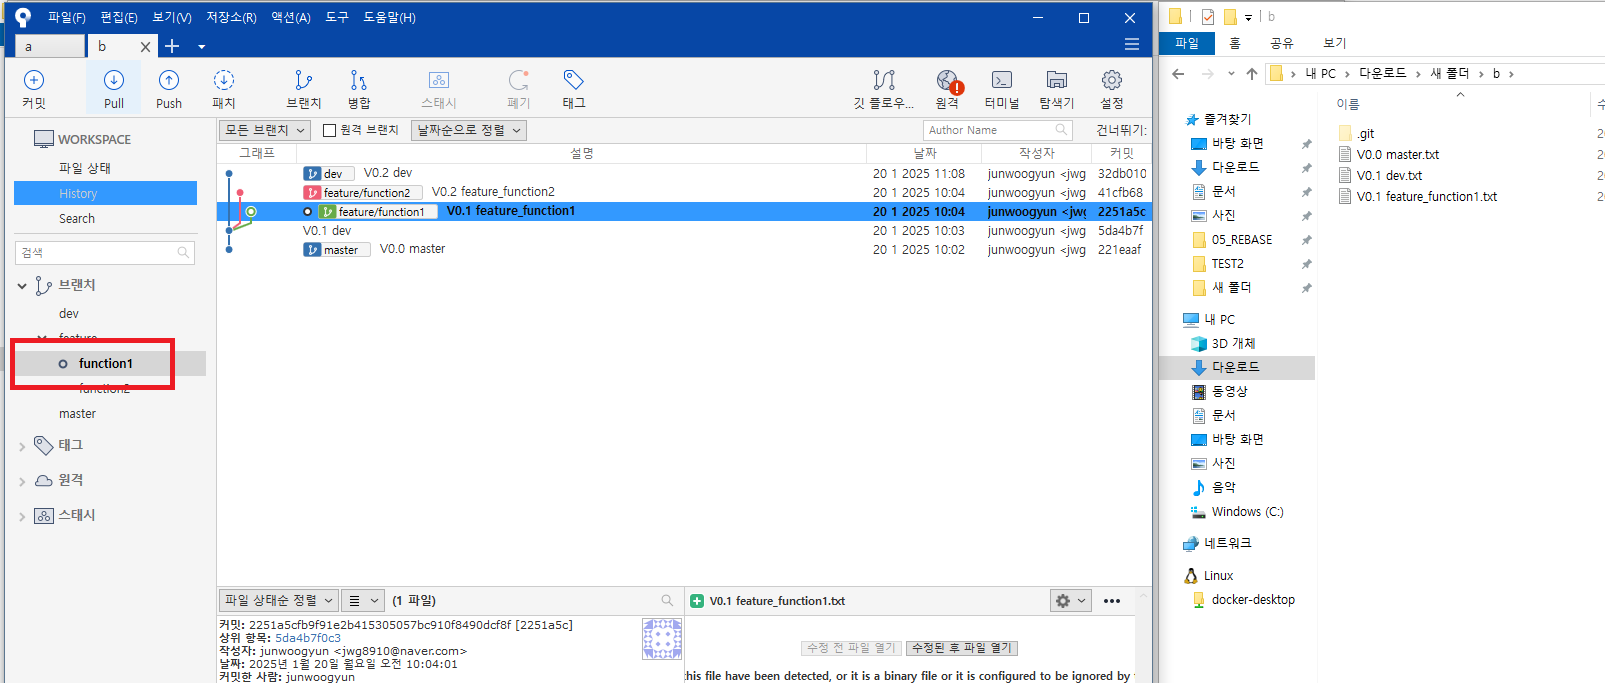 파일(F) 편집(E) 보기(V) 저장소(R) 액션(A) 도구 도움말(H)
a
b
커밋
Pull
Push
패치
브랜치
병합
스태시
폐기
태그
깃 플로우...
원격
터미널
탐색기
설정
WORKSPACE
파일 상태
History
Search
검색
브랜치
dev
feature
function1
function2
master
태그
원격
스태시
모든 브랜치
원격 브랜치
날짜순으로 정렬
Author Name
건너뛰기:
그래프 설명 날짜 작성자 커밋
dev V0.2 dev 20 1 2025 11:08 junwoogyun <jwg 32db010
feature/function2 V0.2 feature_function2 20 1 2025 10:04 junwoogyun <jwg 41cfb68
feature/function1 V0.1 feature_function1 20 1 2025 10:04 junwoogyun <jwg 2251a5c
V0.1 dev 20 1 2025 10:03 junwoogyun <jwg 5da4b7f
master V0.0 master 20 1 2025 10:02 junwoogyun <jwg 221eaaf
파일 상태순 정렬
(1 파일)
커밋: 2251a5cfb9f91e2b415305057bc910f8490dcf8f [2251a5c]
상위 항목: 5da4b7f0c3
작성자: junwoogyun <jwg8910@naver.com>
날짜: 2025년 1월 20일 월요일 오전 10:04:01
커밋한 사람: junwoogyun
V0.1 feature_function1.txt
수정 전 파일 열기
수정된 후 파일 열기
this file have been detected, or it is a binary file or it is configured to be ignored by
b
파일 홈 공유 보기
내 PC > 다운로드 > 새 폴더 > b >
이름
.git
V0.0 master.txt
V0.1 dev.txt
V0.1 feature_function1.txt
즐겨찾기
바탕 화면
다운로드
문서
사진
05_REBASE
TEST2
새 폴더
내 PC
3D 개체
다운로드
동영상
문서
바탕 화면
사진
음악
Windows (C:)
네트워크
Linux
docker-desktop